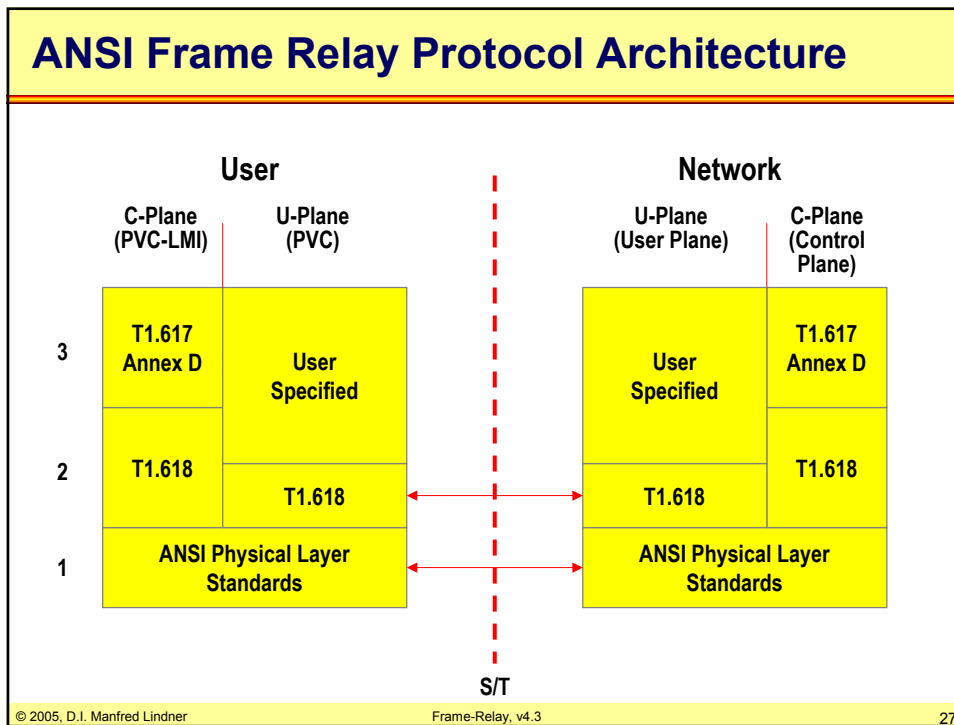 ANSI Frame Relay Protocol Architecture
User
Network
C-Plane
(PVC-LMI)
U-Plane
(PVC)
U-Plane
(User Plane)
C-Plane
(Control
Plane)
3
T1.617
Annex D
User
Specified
User
Specified
T1.617
Annex D
2
T1.618
T1.618
T1.618
T1.618
1
ANSI Physical Layer
Standards
ANSI Physical Layer
Standards
S/T
© 2005, D.I. Manfred Lindner
Frame-Relay, v4.3
27